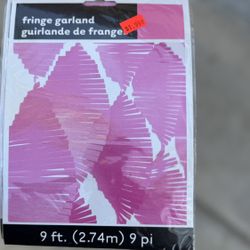 fringe garland
guirlande de frange
9 ft. (2.74m) 9 pi